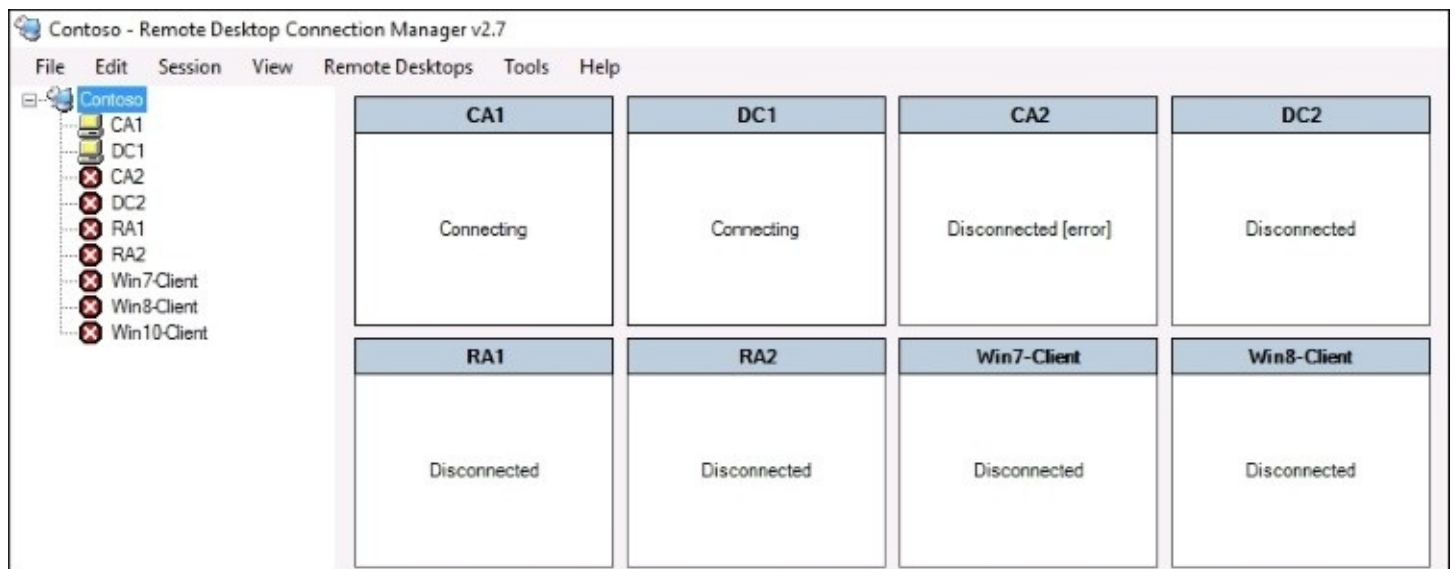 Contoso - Remote Desktop Connection Manager v2.7
File Edit Session View Remote Desktops Tools Help
Contoso
CA1
DC1
CA2
DC2
RA1
RA2
Win7-Client
Win8-Client
Win10-Client
CA1 DC1 CA2 DC2
Connecting Connecting Disconnected [error] Disconnected
RA1 RA2 Win7-Client Win8-Client
Disconnected Disconnected Disconnected Disconnected